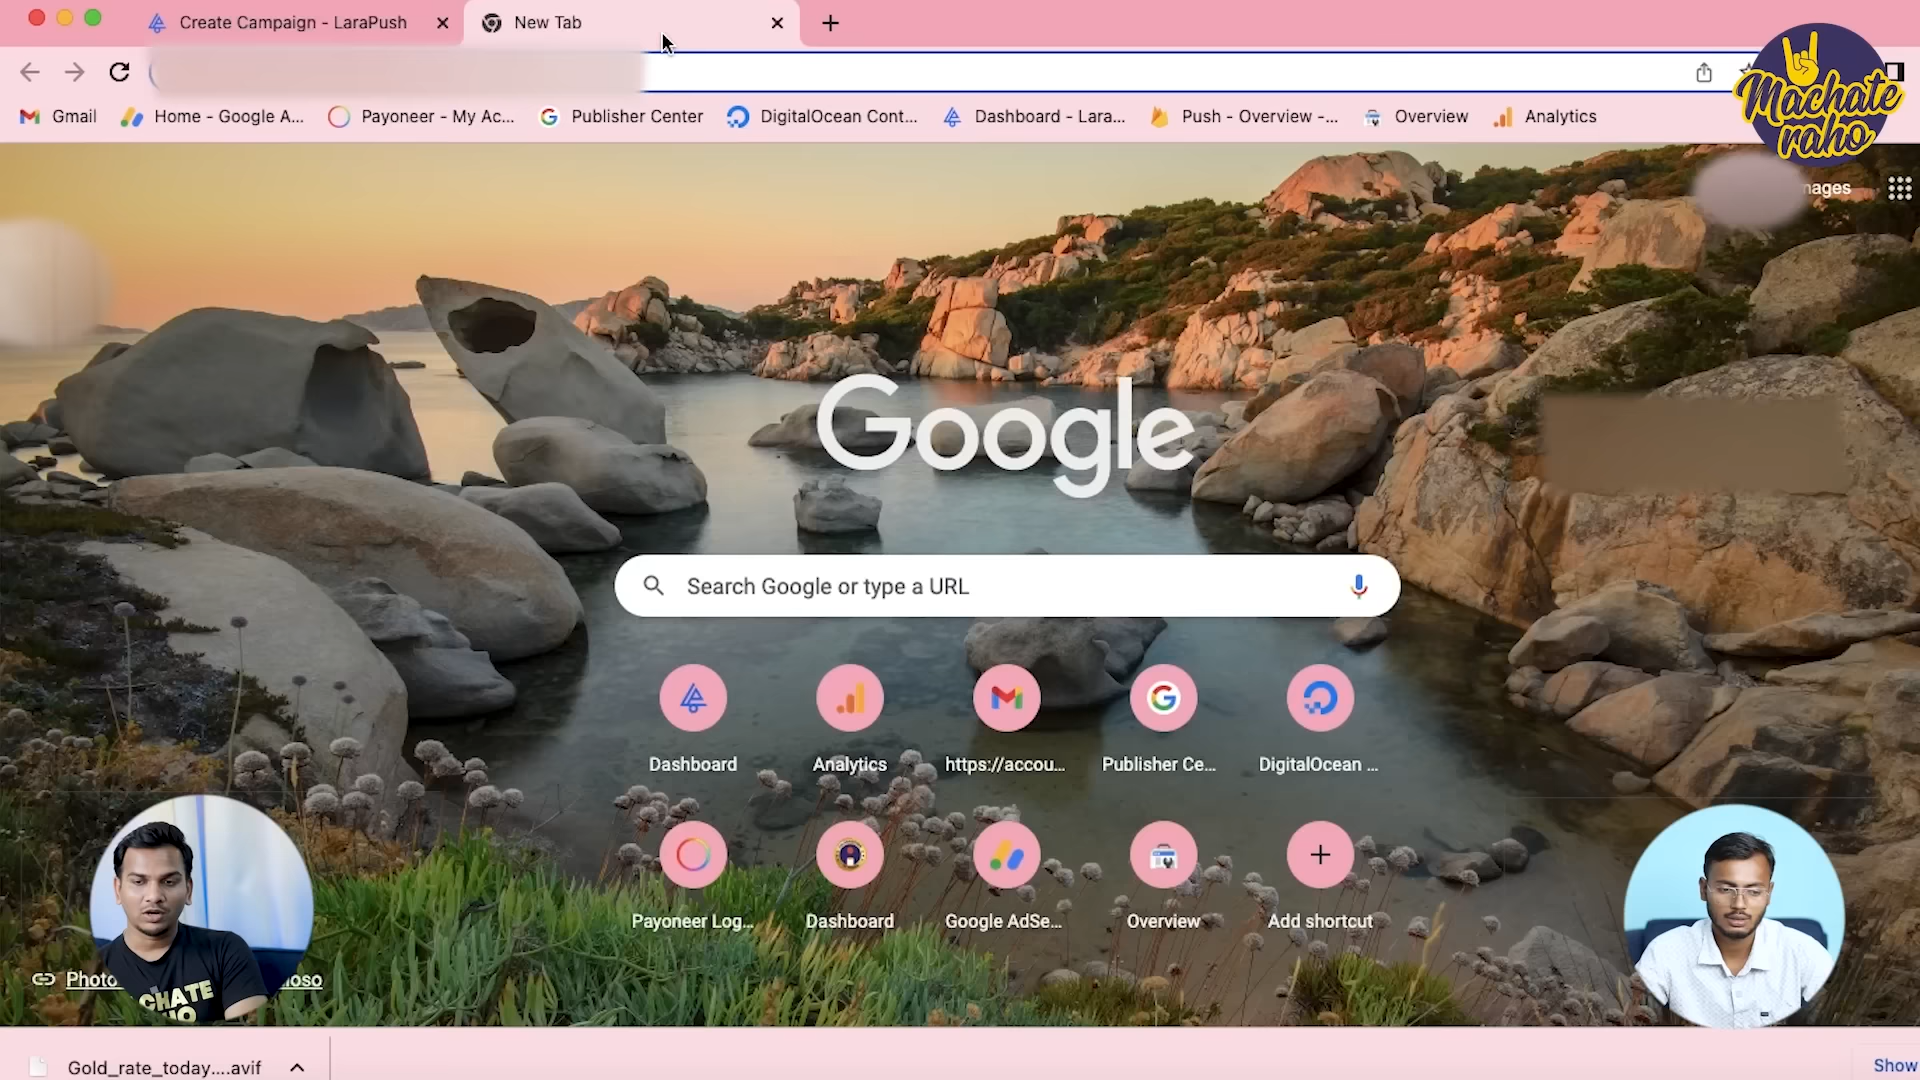 Create Campaign - LaraPush
New Tab
Machate
raho
Gmail
Home - Google A...
Payoneer - My Ac...
Publisher Center
DigitalOcean Cont...
Dashboard - Lara...
Push - Overview -...
Overview
Analytics
Google
Search Google or type a URL
Dashboard
Analytics
https://accou...
Publisher Ce...
DigitalOcean ...
Payoneer Log...
Dashboard
Google AdSe...
Overview
Add shortcut
Photo
CHATE
Gold_rate_today....avif
Show